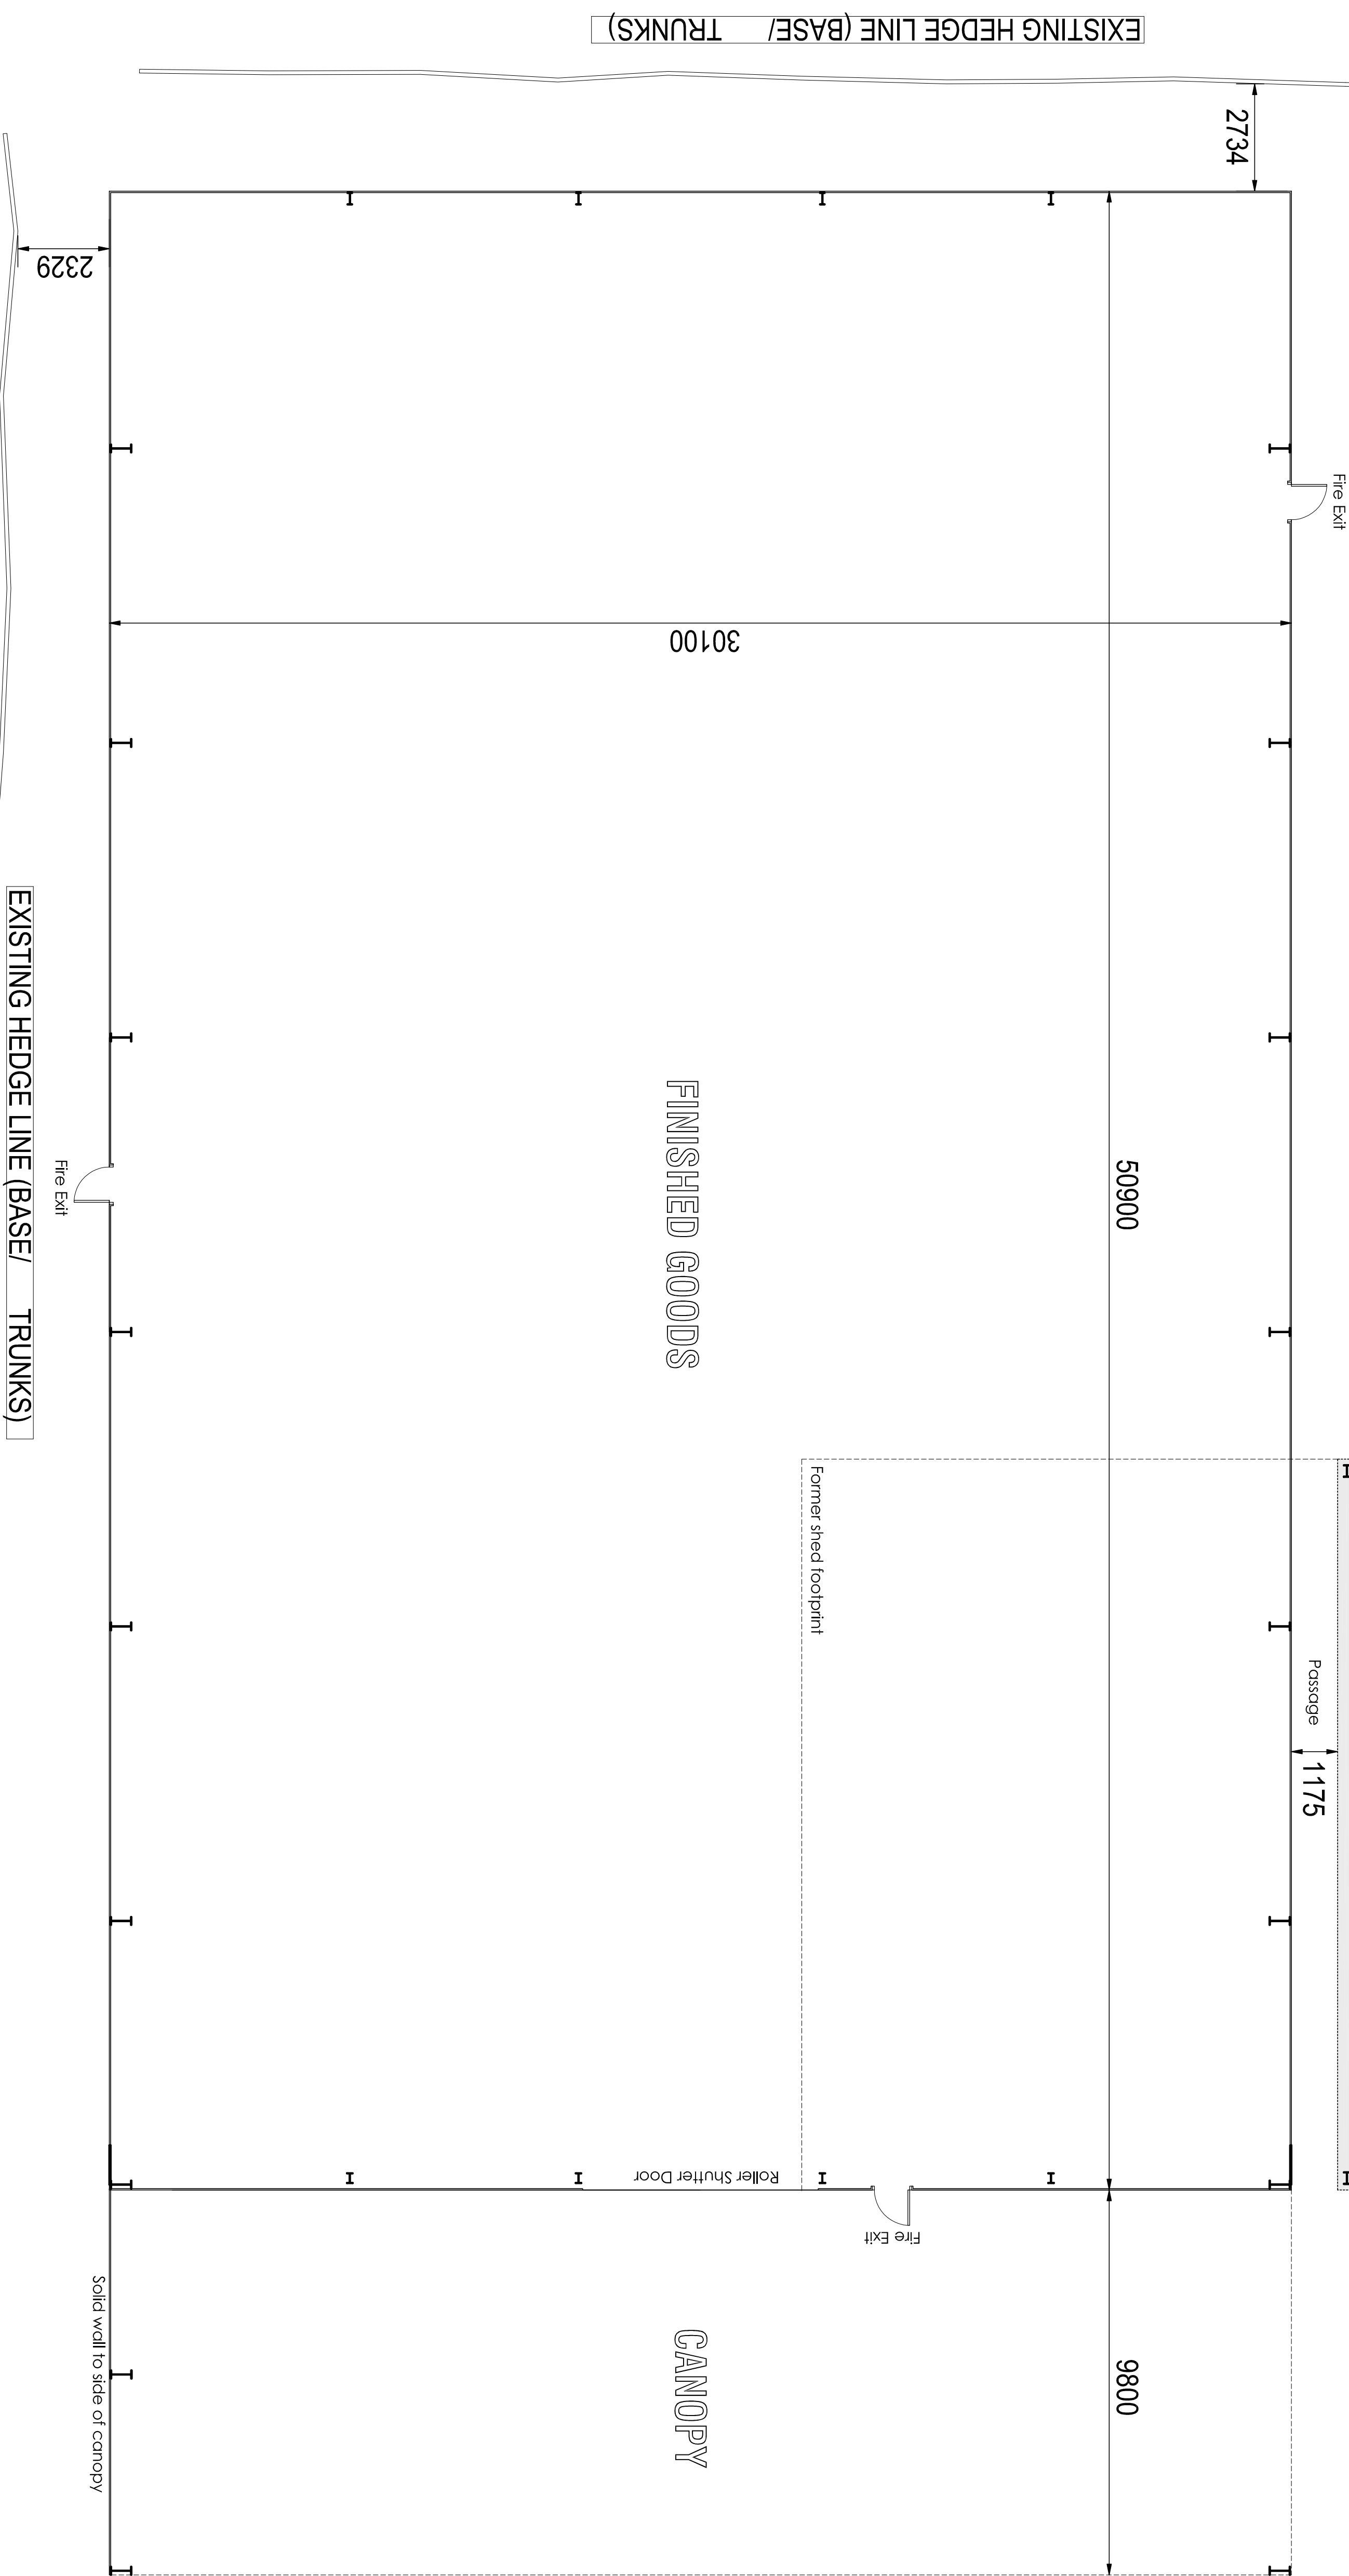 EXISTING HEDGE LINE (BASE/ TRUNKS)
2734
2329
Fire Exit
30100
EXISTING HEDGE LINE (BASE/ TRUNKS)
Fire Exit
FINISHED GOODS
50900
Former shed footprint
Passage
1175
Roller Shutter Door
Fire Exit
Solid wall to side of canopy
CANOPY
9800